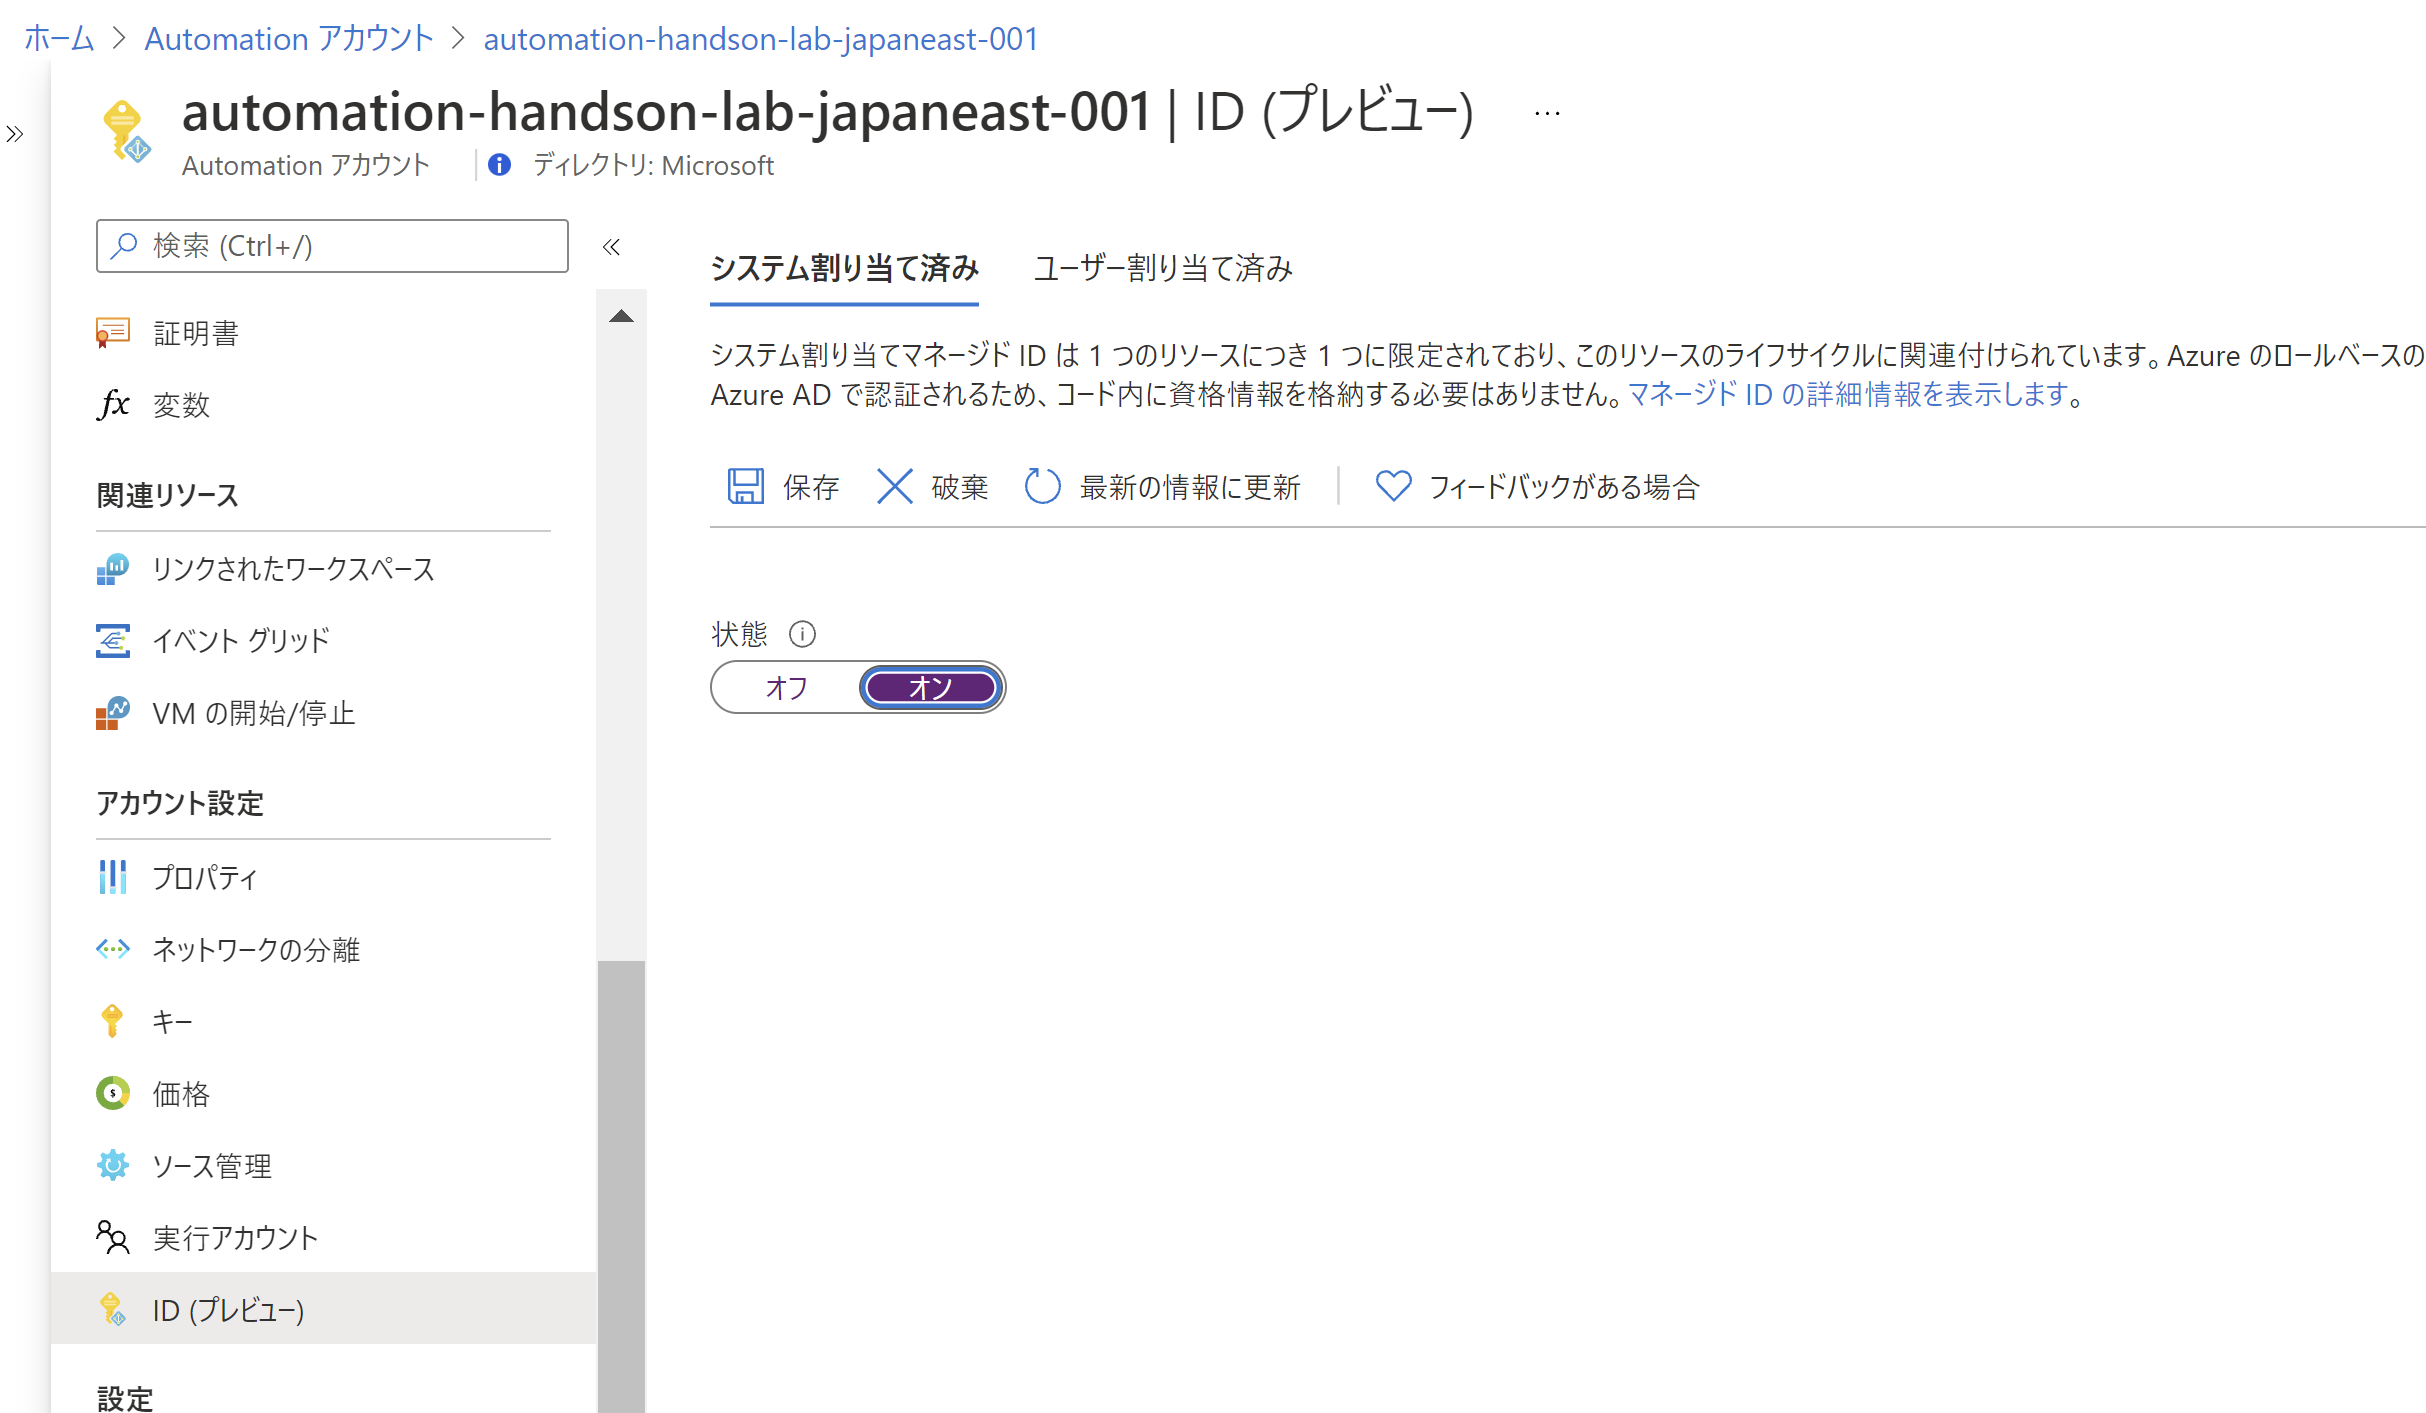 ホーム > Automation アカウント > automation-handson-lab-japaneast-001
automation-handson-lab-japaneast-001 | ID (プレビュー) ...
Automation アカウント
ディレクトリ: Microsoft
検索 (Ctrl+/)
証明書
変数
関連リソース
リンクされたワークスペース
イベント グリッド
VM の開始/停止
アカウント設定
プロパティ
ネットワークの分離
キー
価格
ソース管理
実行アカウント
ID (プレビュー)
設定
システム割り当て済み ユーザー割り当て済み
システム割り当てマネージド ID は 1 つのリソースにつき 1 つに限定されており、このリソースのライフサイクルに関連付けられています。Azure のロールベースの
Azure AD で認証されるため、コード内に資格情報を格納する必要はありません。マネージド ID の詳細情報を表示します。
保存 破棄 最新の情報に更新 フィードバックがある場合
状態
オフ オン